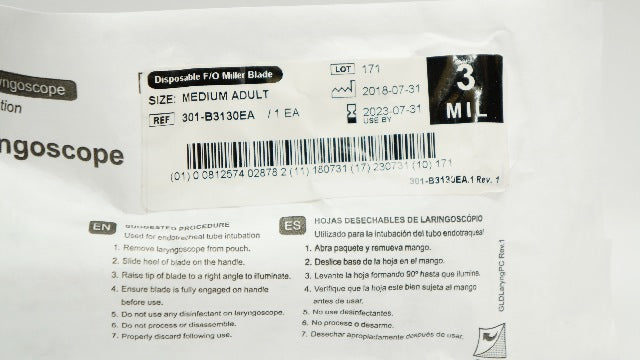 ngoscope
tion
ngoscope
Disposable F/O Miller Blade
SIZE: MEDIUM ADULT
REF 301-B3130EA / 1 EA
LOT 171
2018-07-31
2023-07-31
USE BY
3
MIL
(01) 0 0812574 02878 2 (11) 180731 (17) 230731 (10) 171
301-B3130EA.1 Rev. 1
EN SUGGESTED PROCEDURE
Used for endotracheal tube intubation
1. Remove laryngoscope from pouch.
2. Slide heel of blade on the handle.
3. Raise tip of blade to a right angle to illuminate.
4. Ensure blade is fully engaged on handle
before use.
5. Do not use any disinfectant on laryngoscope.
6. Do not process or disassemble.
7. Properly discard following use.
ES HOJAS DESECHABLES DE LARINGOSCÓPIO
Utilizado para la intubación del tubo endotraqueal
1. Abra paquete y remueva mango.
2. Deslice base de la hoja en el mango.
3. Levante la hoja formando 90º hasta que ilumine.
4. Verifique que la hoja esté bien sujeta al mango
antes de usar.
5. No use desinfectantes.
6. No procese o desarme.
7. Desechar apropiadamente después de usar.
GLDLaryngPC Rev.1